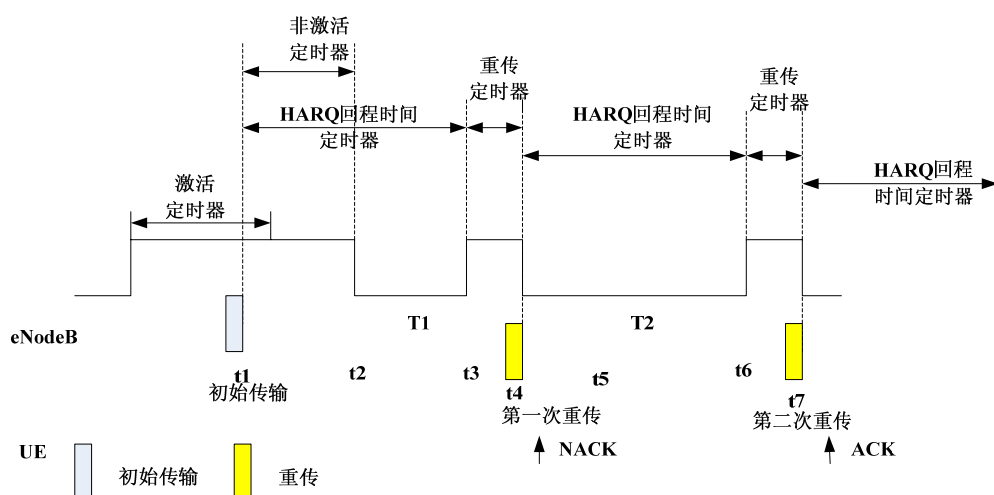 非激活
定时器
重传
定时器
重传
定时器
HARQ回程时间
定时器
HARQ回程时间
定时器
HARQ回程
时间定时器
激活
定时器
eNodeB
T1
T2
t1
初始传输
t2
t3
t4
第一次重传
t5
t6
t7
第二次重传
NACK
ACK
UE
初始传输
重传